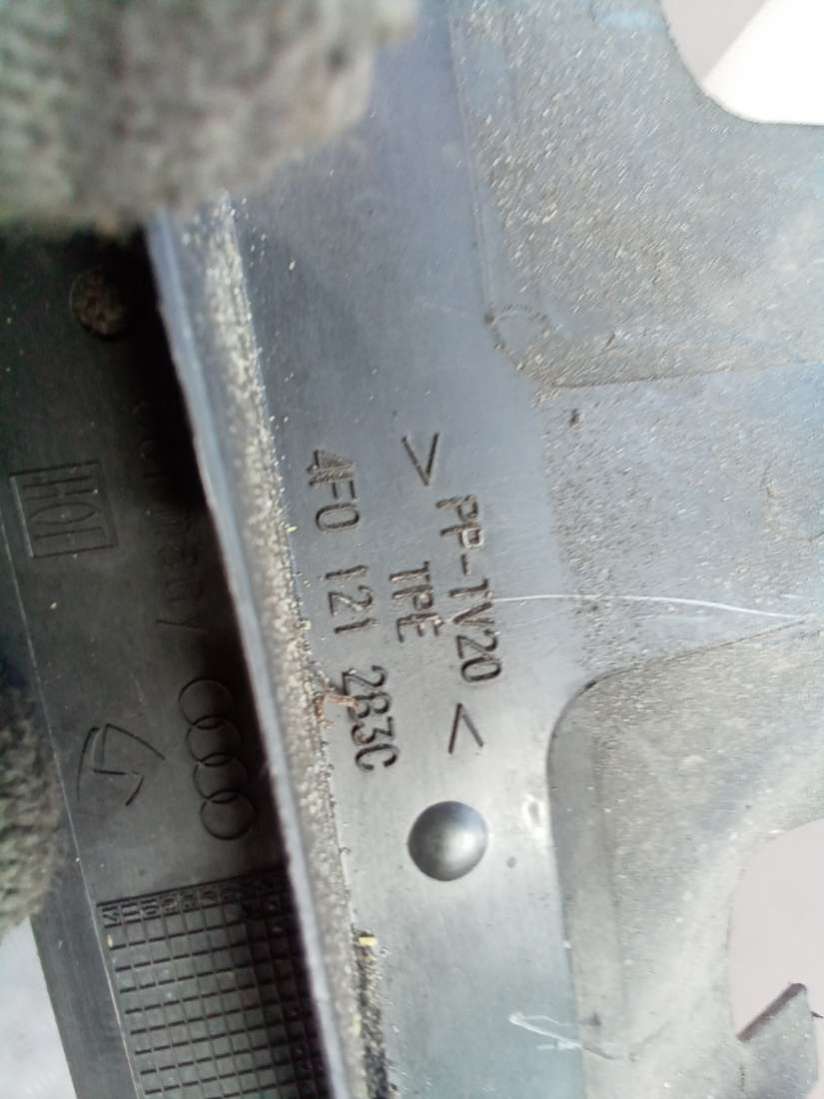 > PP-TV20 <
TPE
4F0 121 283C